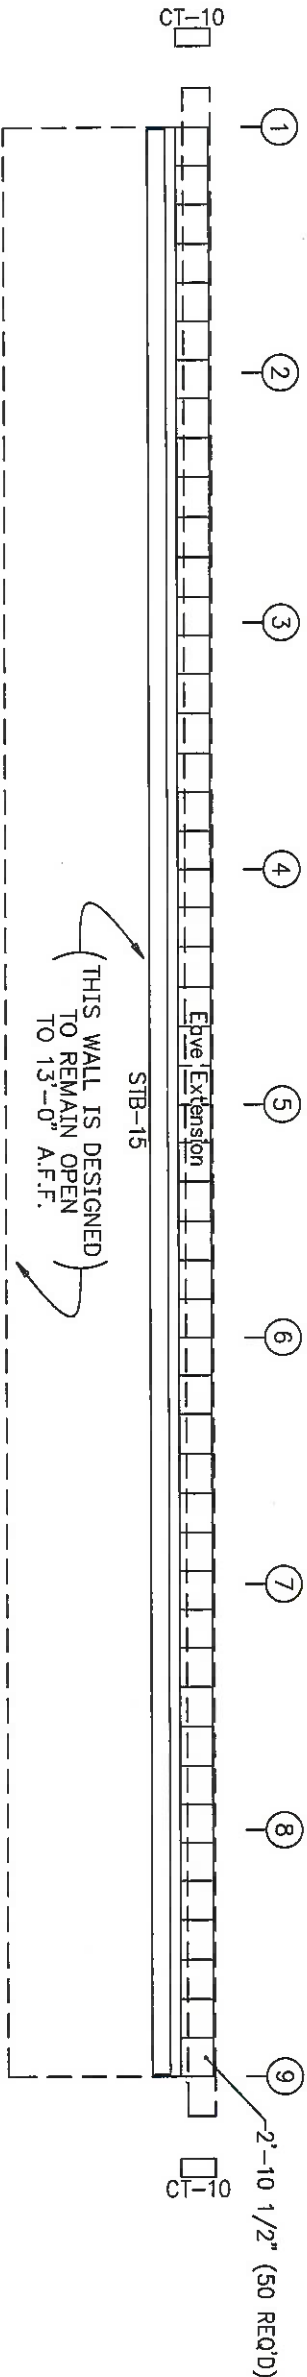 CT-10
1
2
3
4
5
6
7
8
9
Eave Extension
STB-15
(THIS WALL IS DESIGNED
TO REMAIN OPEN
TO 13'-0" A.F.F.)
2'-10 1/2" (50 REQ'D)
CT-10